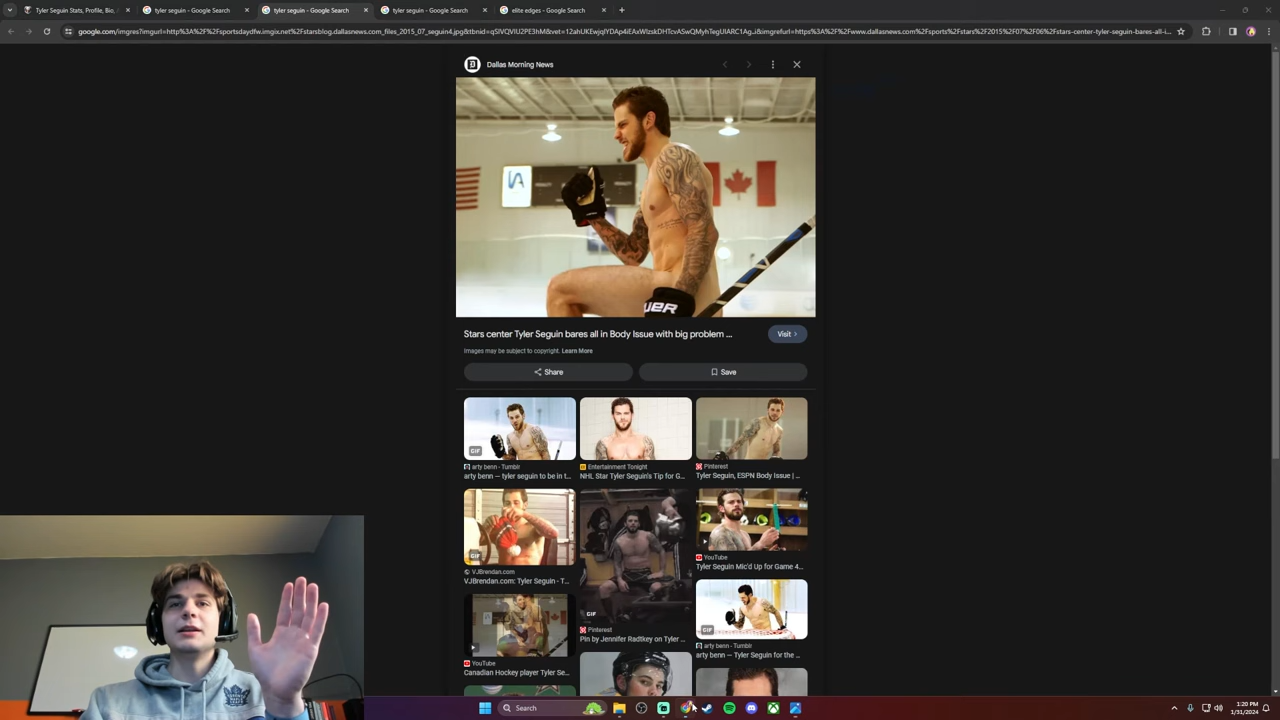 Tyler Seguin Stats, Profile, Bio, 
tyler seguin - Google Search
tyler seguin - Google Search
tyler seguin - Google Search
elite edges - Google Search
Dallas Morning News
BAUER
Stars center Tyler Seguin bares all in Body Issue with big problem ...
Visit >
Images may be subject to copyright. Learn More
Share
Save
GIF
arty benn - Tumblr
arty benn — tyler seguin to be in t...
Entertainment Tonight
NHL Star Tyler Seguin's Tip for G...
Pinterest
Tyler Seguin, ESPN Body Issue | ...
GIF
VJBrendan.com
VJBrendan.com: Tyler Seguin - T...
GIF
Pinterest
Pin by Jennifer Radtkey on Tyler ...
YouTube
Tyler Seguin Mic'd Up for Game 4...
GIF
arty benn - Tumblr
arty benn — Tyler Seguin for the ...
YouTube
Canadian Hockey player Tyler Se...
Search
1:20 PM
1/31/2024